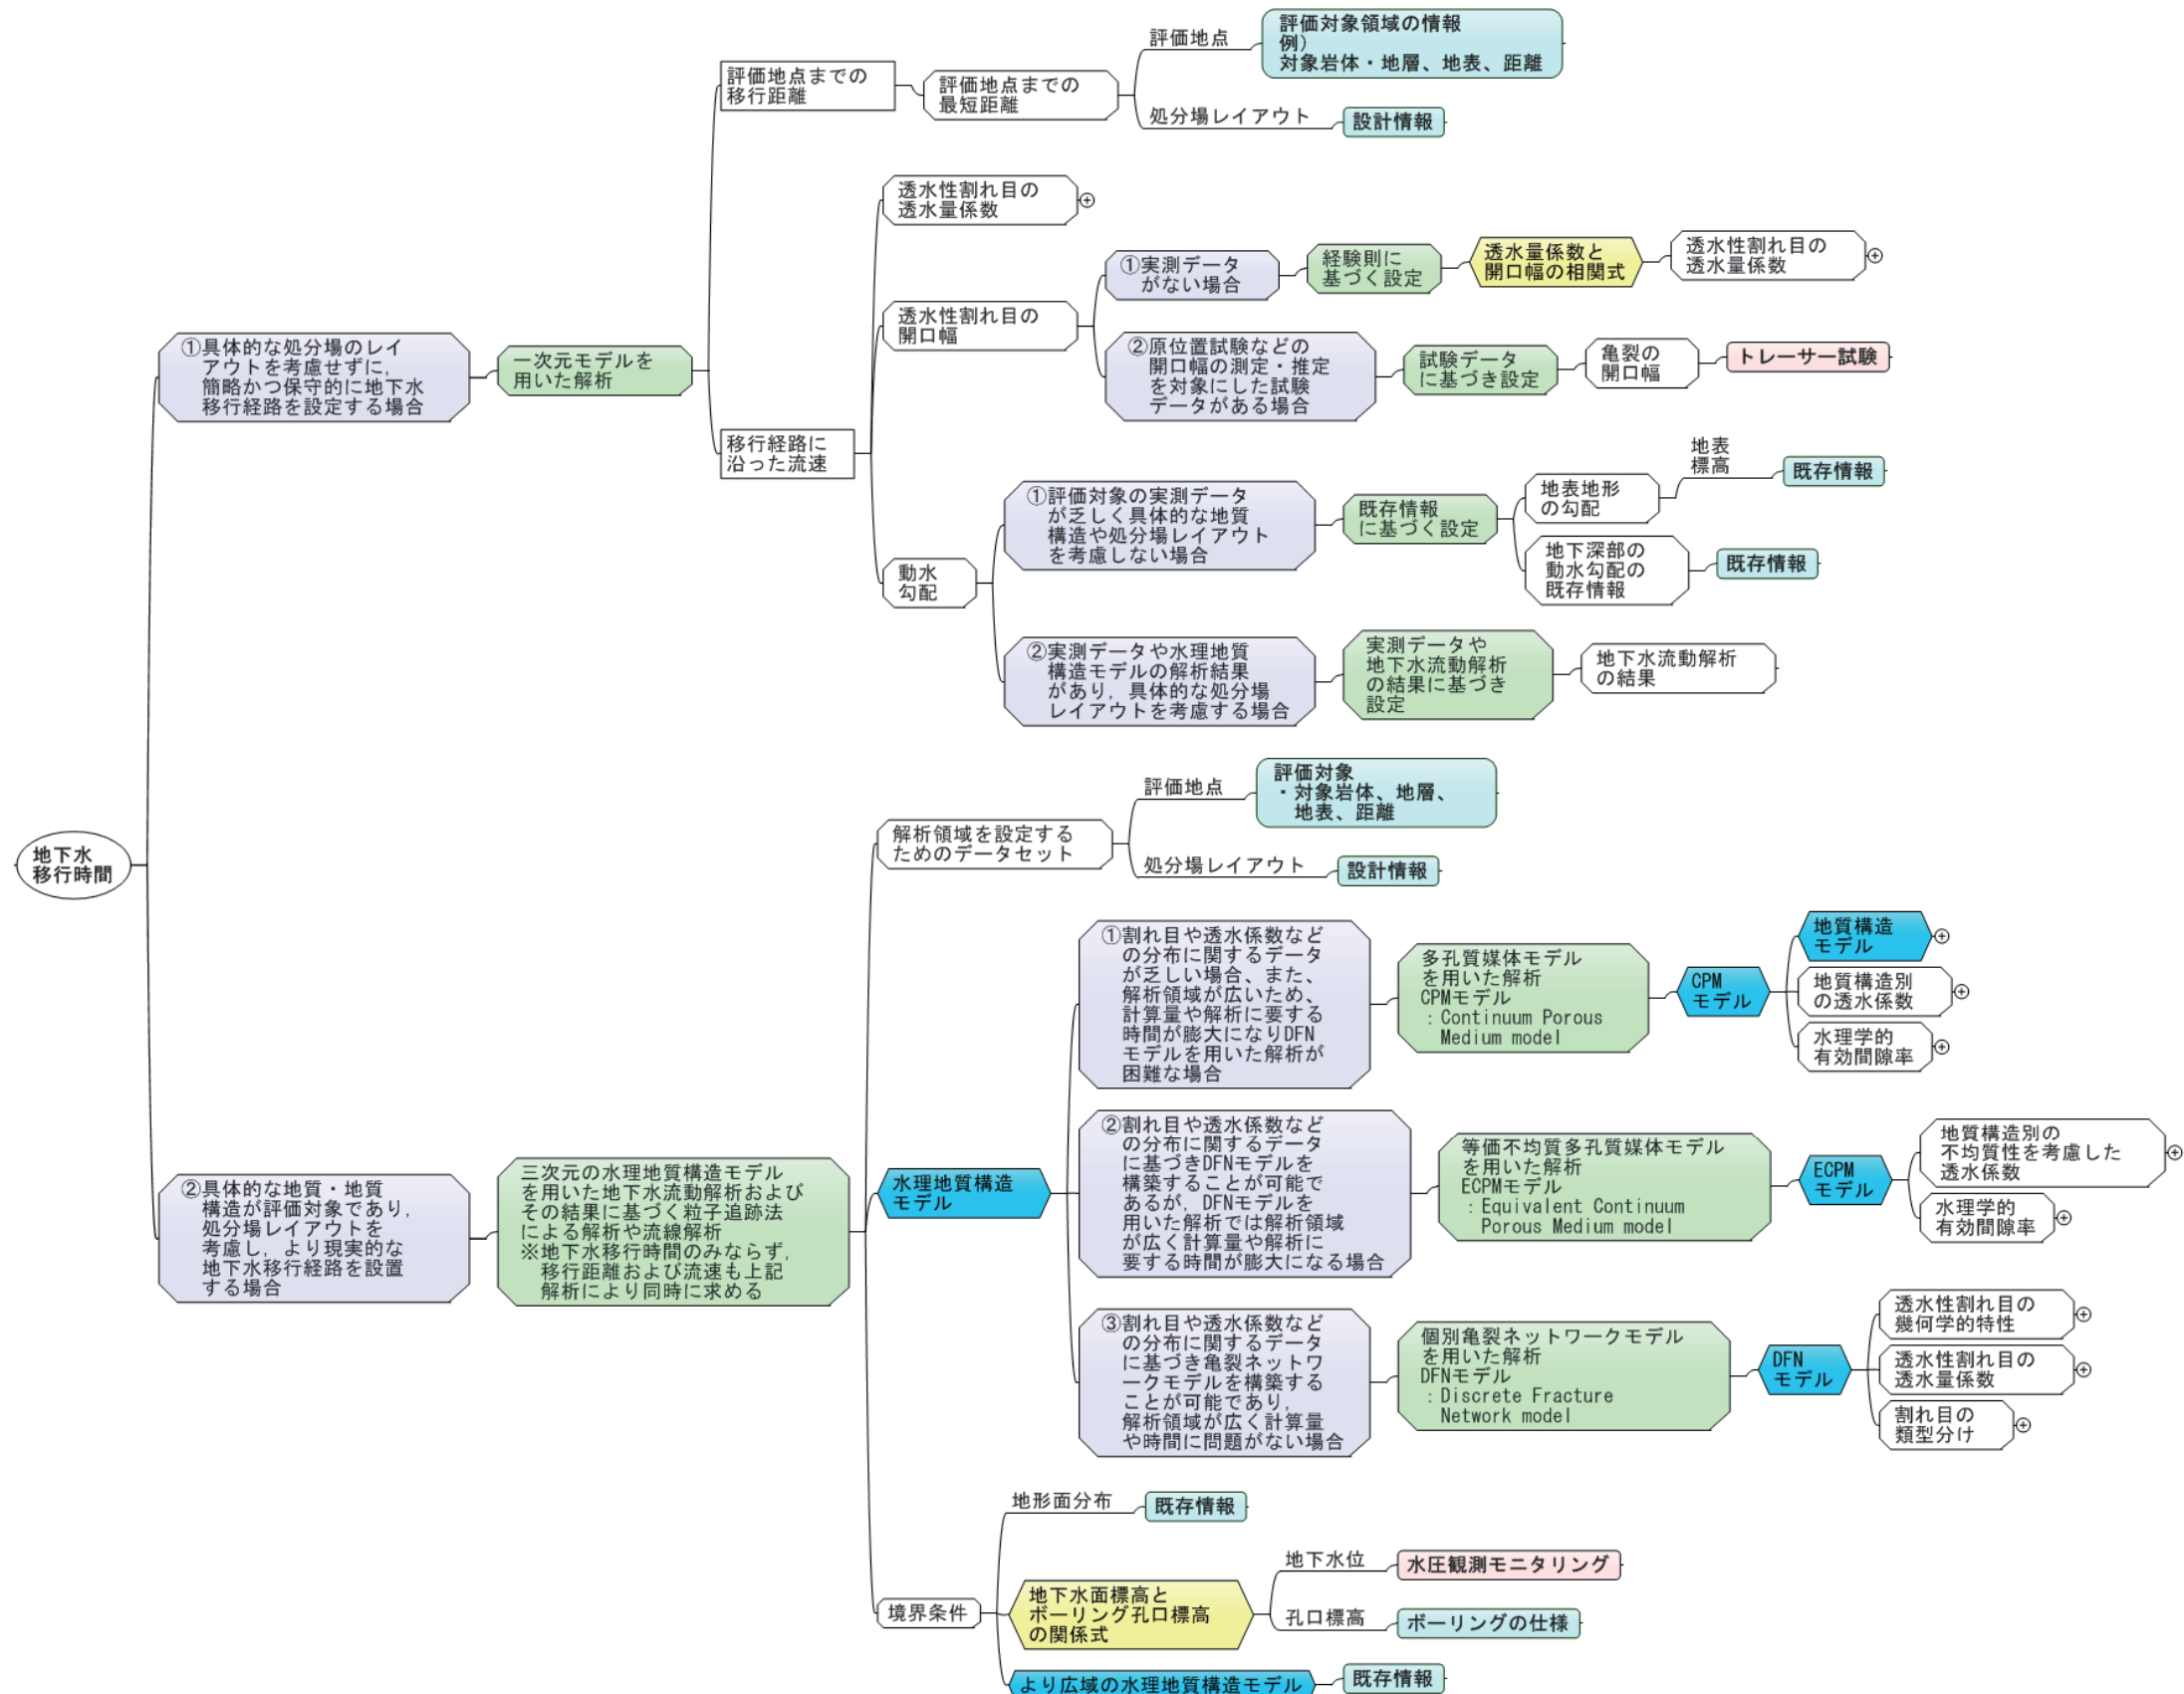 地下水
移行時間
①具体的な処分場のレイ
アウトを考慮せずに,
簡略かつ保守的に地下水
移行経路を設定する場合
一次元モデルを
用いた解析
評価地点までの
移行距離
評価地点までの
最短距離
評価地点
評価対象領域の情報
例）
対象岩体・地層、地表、距離
処分場レイアウト
設計情報
移行経路に
沿った流速
透水性割れ目の
透水量係数
透水性割れ目の
開口幅
①実測データ
がない場合
経験則に
基づく設定
透水量係数と
開口幅の相関式
透水性割れ目の
透水量係数
②原位置試験などの
開口幅の測定・推定
を対象にした試験
データがある場合
試験データ
に基づき設定
亀裂の
開口幅
トレーサー試験
動水
勾配
①評価対象の実測データ
が乏しく具体的な地質
構造や処分場レイアウト
を考慮しない場合
既存情報
に基づく設定
地表地形
の勾配
地表
標高
既存情報
地下深部の
動水勾配の
既存情報
既存情報
②実測データや水理地質
構造モデルの解析結果
があり, 具体的な処分場
レイアウトを考慮する場合
実測データや
地下水流動解析
の結果に基づき
設定
地下水流動解析
の結果
②具体的な地質・地質
構造が評価対象であり,
処分場レイアウトを
考慮し, より現実的な
地下水移行経路を設置
する場合
三次元の水理地質構造モデル
を用いた地下水流動解析および
その結果に基づく粒子追跡法
による解析や流線解析
※地下水移行時間のみならず,
移行距離および流速も上記
解析により同時に求める
解析領域を設定する
ためのデータセット
評価地点
評価対象
・対象岩体、地層、
地表、距離
処分場レイアウト
設計情報
水理地質構造
モデル
①割れ目や透水係数など
の分布に関するデータ
が乏しい場合、また、
解析領域が広いため、
計算量や解析に要する
時間が膨大になりDFN
モデルを用いた解析が
困難な場合
多孔質媒体モデル
を用いた解析
CPMモデル
：Continuum Porous
Medium model
CPM
モデル
地質構造
モデル
地質構造別
の透水係数
水理学的
有効間隙率
②割れ目や透水係数など
の分布に関するデータ
に基づきDFNモデルを
構築することが可能で
あるが, DFNモデルを
用いた解析では解析領域
が広く計算量や解析に
要する時間が膨大になる場合
等価不均質多孔質媒体モデル
を用いた解析
ECPMモデル
：Equivalent Continuum
Porous Medium model
ECPM
モデル
地質構造別の
不均質性を考慮した
透水係数
水理学的
有効間隙率
③割れ目や透水係数など
の分布に関するデータ
に基づき亀裂ネットワ
ークモデルを構築する
ことが可能であり,
解析領域が広く計算量
や時間に問題がない場合
個別亀裂ネットワークモデル
を用いた解析
DFNモデル
：Discrete Fracture
Network model
DFN
モデル
透水性割れ目の
幾何学的特性
透水性割れ目の
透水量係数
割れ目の
類型分け
境界条件
地形面分布
既存情報
地下水面標高と
ボーリング孔口標高
の関係式
地下水位
水圧観測モニタリング
孔口標高
ボーリングの仕様
より広域の水理地質構造モデル
既存情報